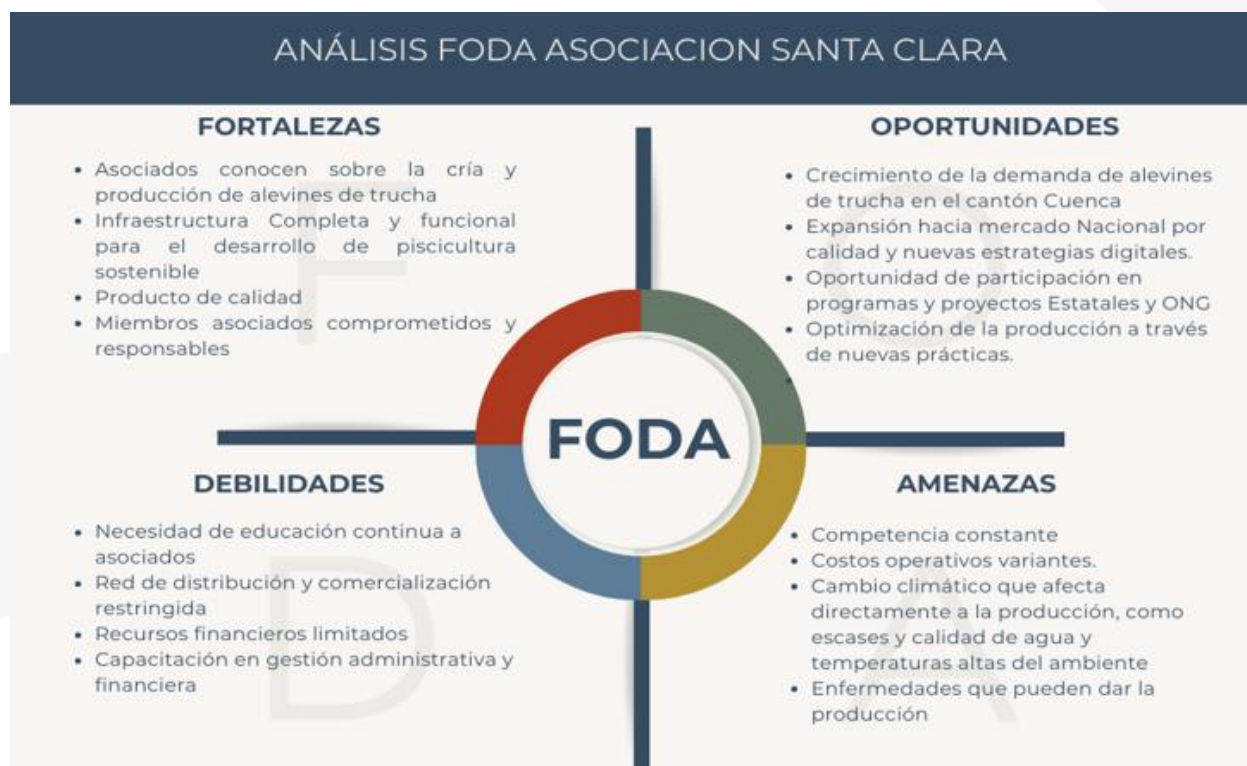 ANÁLISIS FODA ASOCIACION SANTA CLARA
FORTALEZAS
• Asociados conocen sobre la cría y
producción de alevines de trucha
• Infraestructura Completa y funcional
para el desarrollo de piscicultura
sostenible
• Producto de calidad
• Miembros asociados comprometidos y
responsables
F
OPORTUNIDADES
• Crecimiento de la demanda de alevines
de trucha en el cantón Cuenca
• Expansión hacia mercado Nacional por
calidad y nuevas estrategias digitales.
• Oportunidad de participación en
programas y proyectos Estatales y ONG
• Optimización de la producción a través
de nuevas prácticas.
•
O
FODA
DEBILIDADES
• Necesidad de educación continua a
asociados
• Red de distribución y comercialización
restringida
• Recursos financieros limitados
• Capacitación en gestión administrativa y
financiera
D
AMENAZAS
• Competencia constante
• Costos operativos variantes.
• Cambio climático que afecta
directamente a la producción, como
escases y calidad de agua y
temperaturas altas del ambiente
• Enfermedades que pueden dar la
producción
A